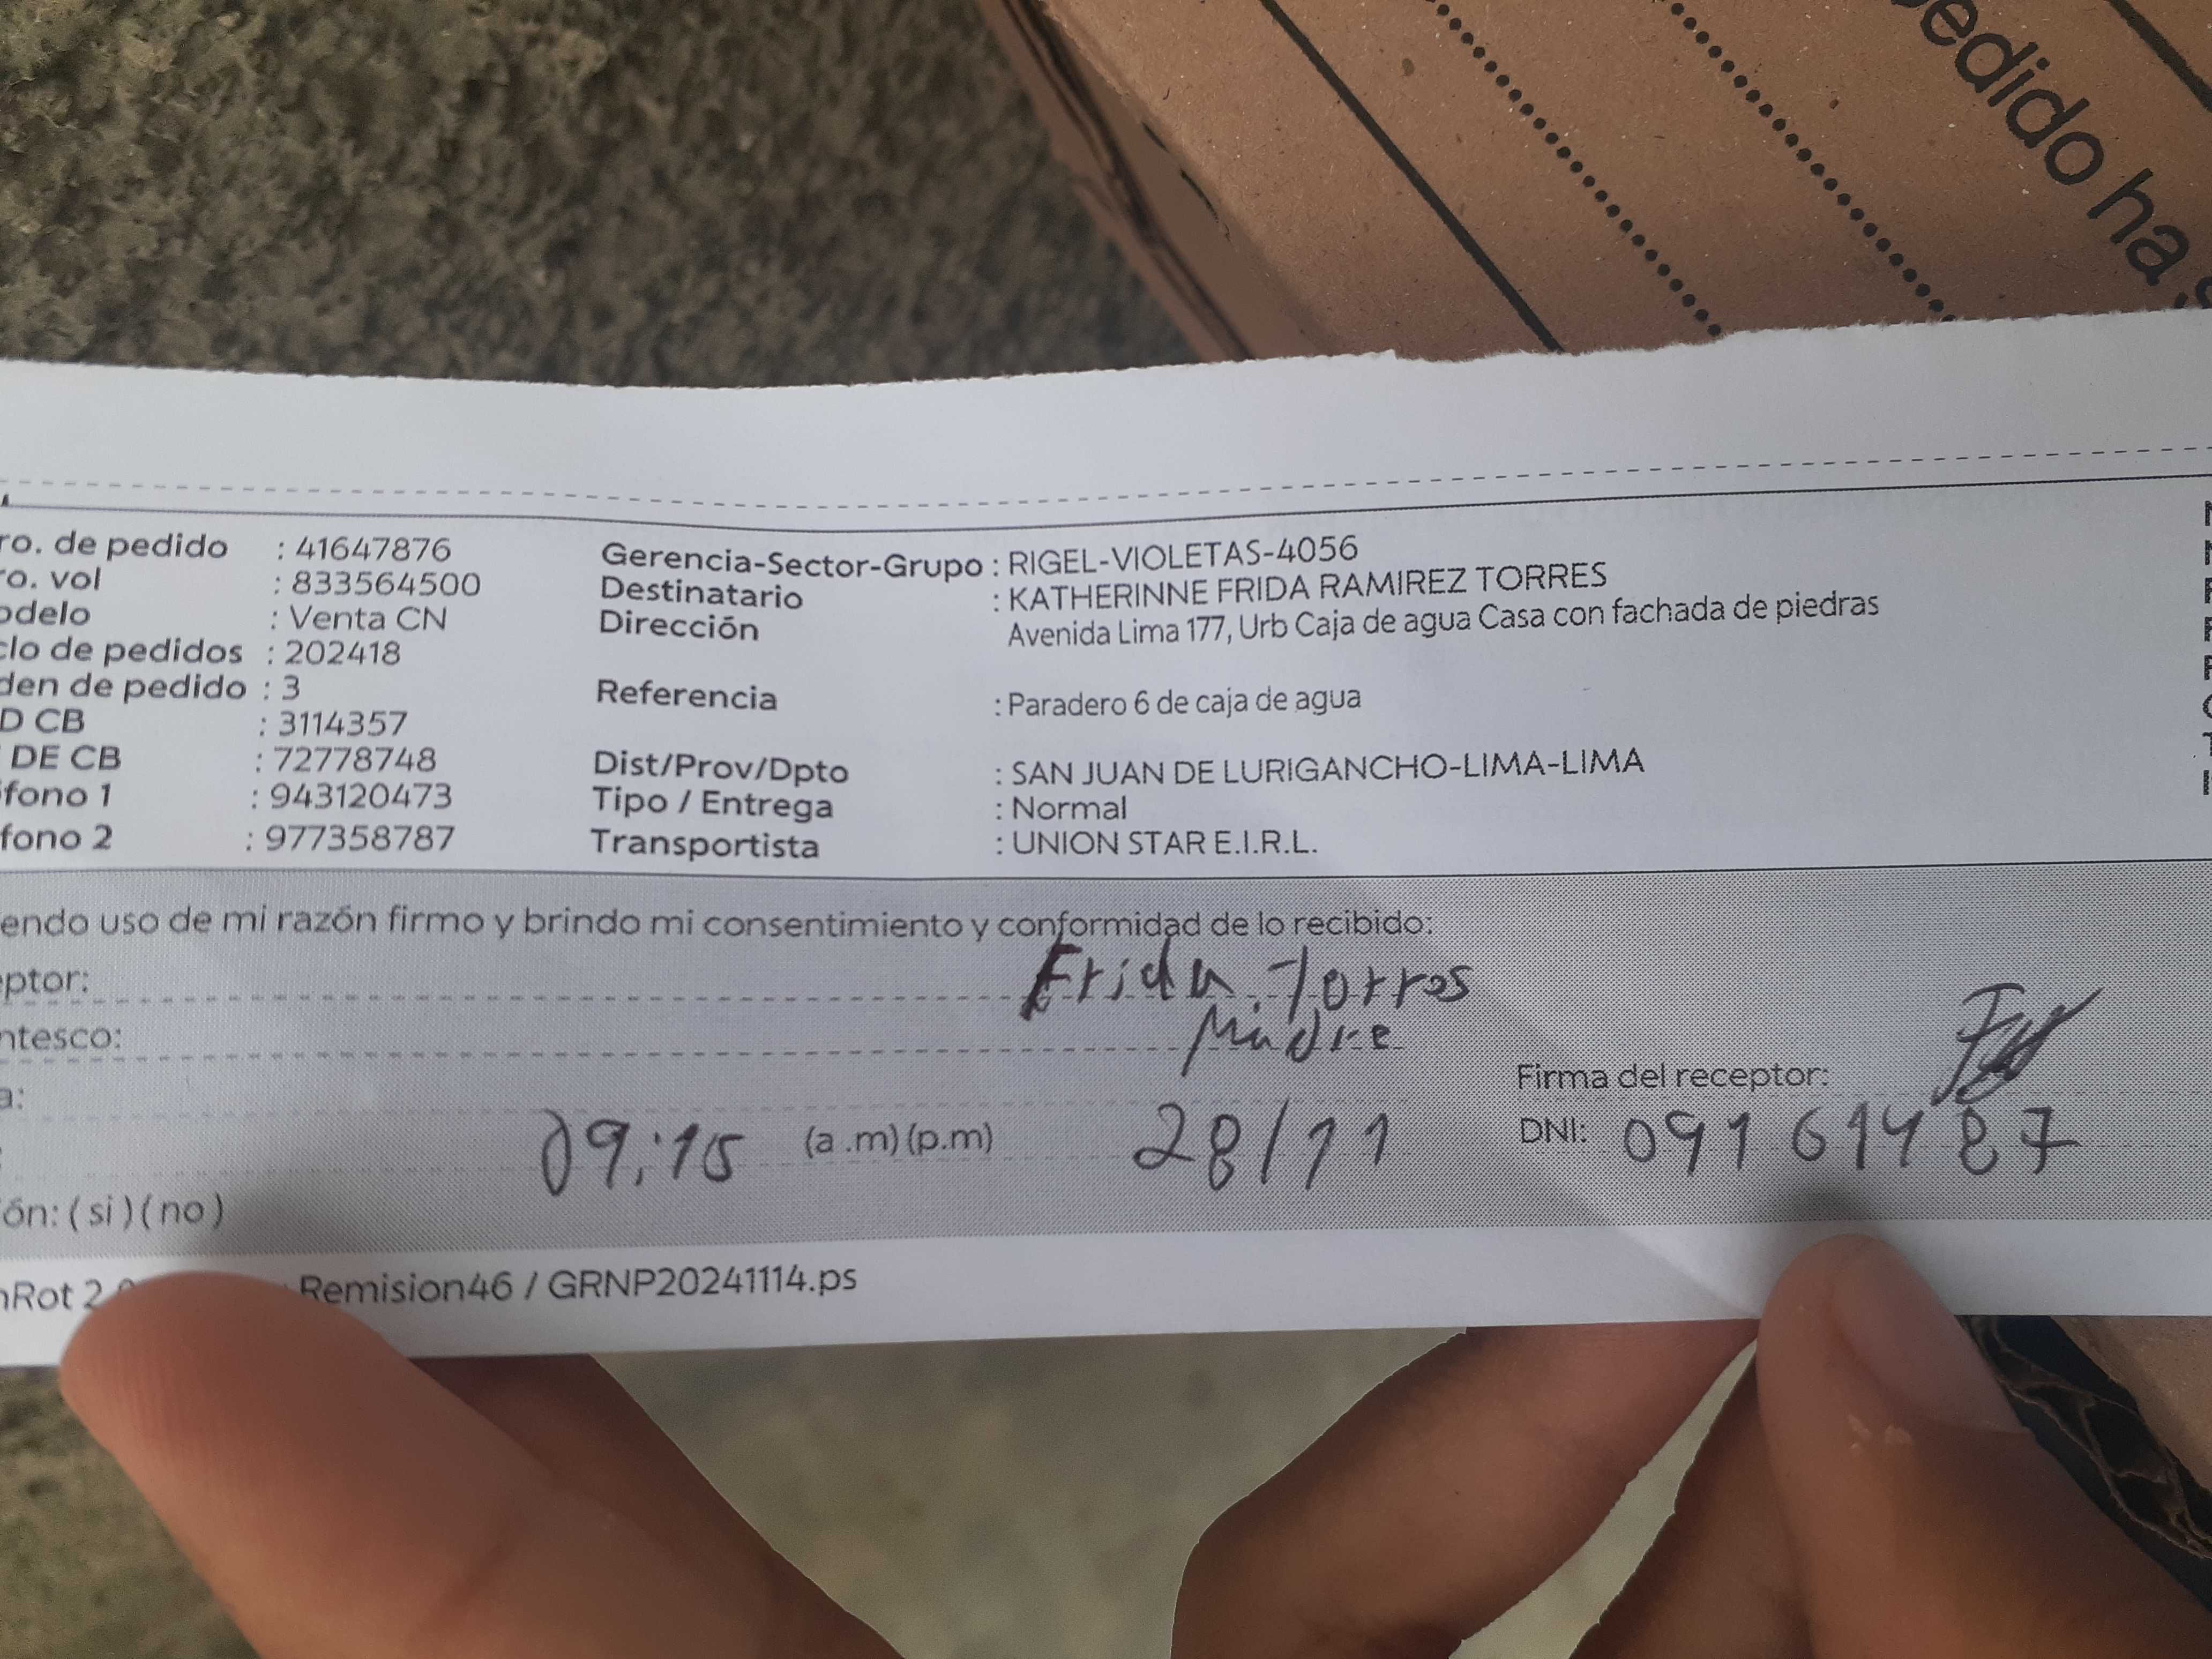 pedido ha
ro. de pedido : 41647876
ro. vol : 833564500
odelo : Venta CN
clo de pedidos : 202418
den de pedido : 3
D CB : 3114357
DE CB : 72778748
fono 1 : 943120473
fono 2 : 977358787
Gerencia-Sector-Grupo : RIGEL-VIOLETAS-4056
Destinatario : KATHERINNE FRIDA RAMIREZ TORRES
Dirección Avenida Lima 177, Urb Caja de agua Casa con fachada de piedras
Referencia : Paradero 6 de caja de agua
Dist/Prov/Dpto : SAN JUAN DE LURIGANCHO-LIMA-LIMA
Tipo / Entrega : Normal
Transportista : UNION STAR E.I.R.L.
endo uso de mi razón firmo y brindo mi consentimiento y conformidad de lo recibido:
eptor: Frida Torres
ntesco: Madre
a:
Firma del receptor:
09:15 (a .m) (p.m) 28/11 DNI: 09161487
ón: ( si ) ( no )
nRot 2 Remision46 / GRNP20241114.ps